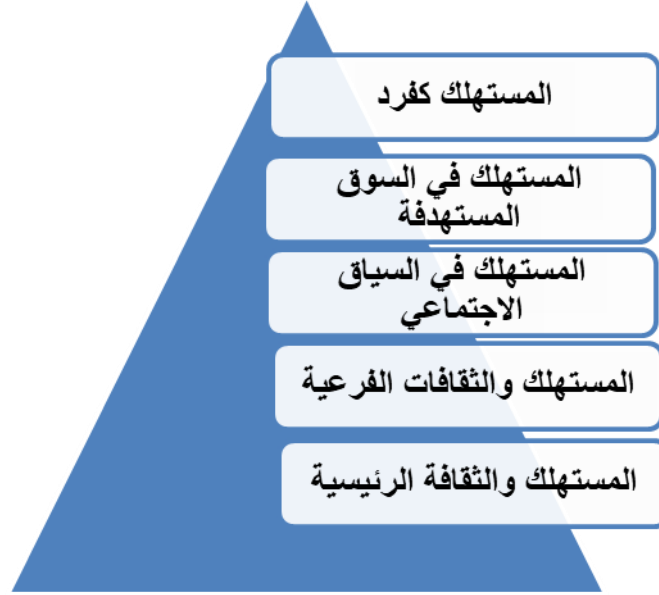 المستهلك كفرد
المستهلك في السوق
المستهدفة
المستهلك في السياق
الاجتماعي
المستهلك والثقافات الفرعية
المستهلك والثقافة الرئيسية